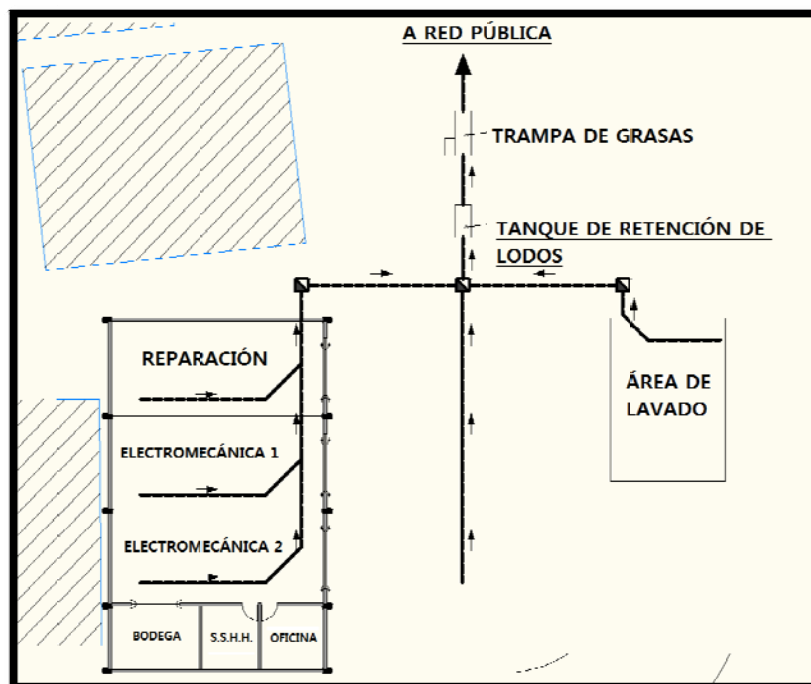 A RED PÚBLICA
TRAMPA DE GRASAS
TANQUE DE RETENCIÓN DE
LODOS
REPARACIÓN
ÁREA DE
LAVADO
ELECTROMECÁNICA 1
ELECTROMECÁNICA 2
BODEGA
S.S.H.H.
OFICINA